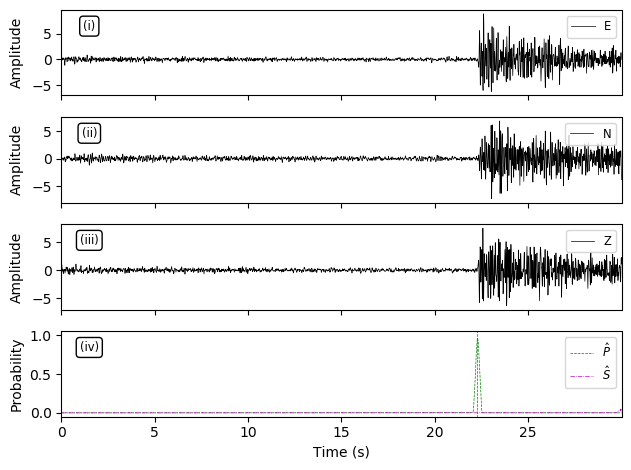 (i)
E
Amplitude
5
0
−5
(ii)
N
Amplitude
5
0
−5
(iii)
Z
Amplitude
5
0
−5
(iv)
P̂
Ŝ
Probability
1.0
0.5
0.0
0 5 10 15 20 25
Time (s)